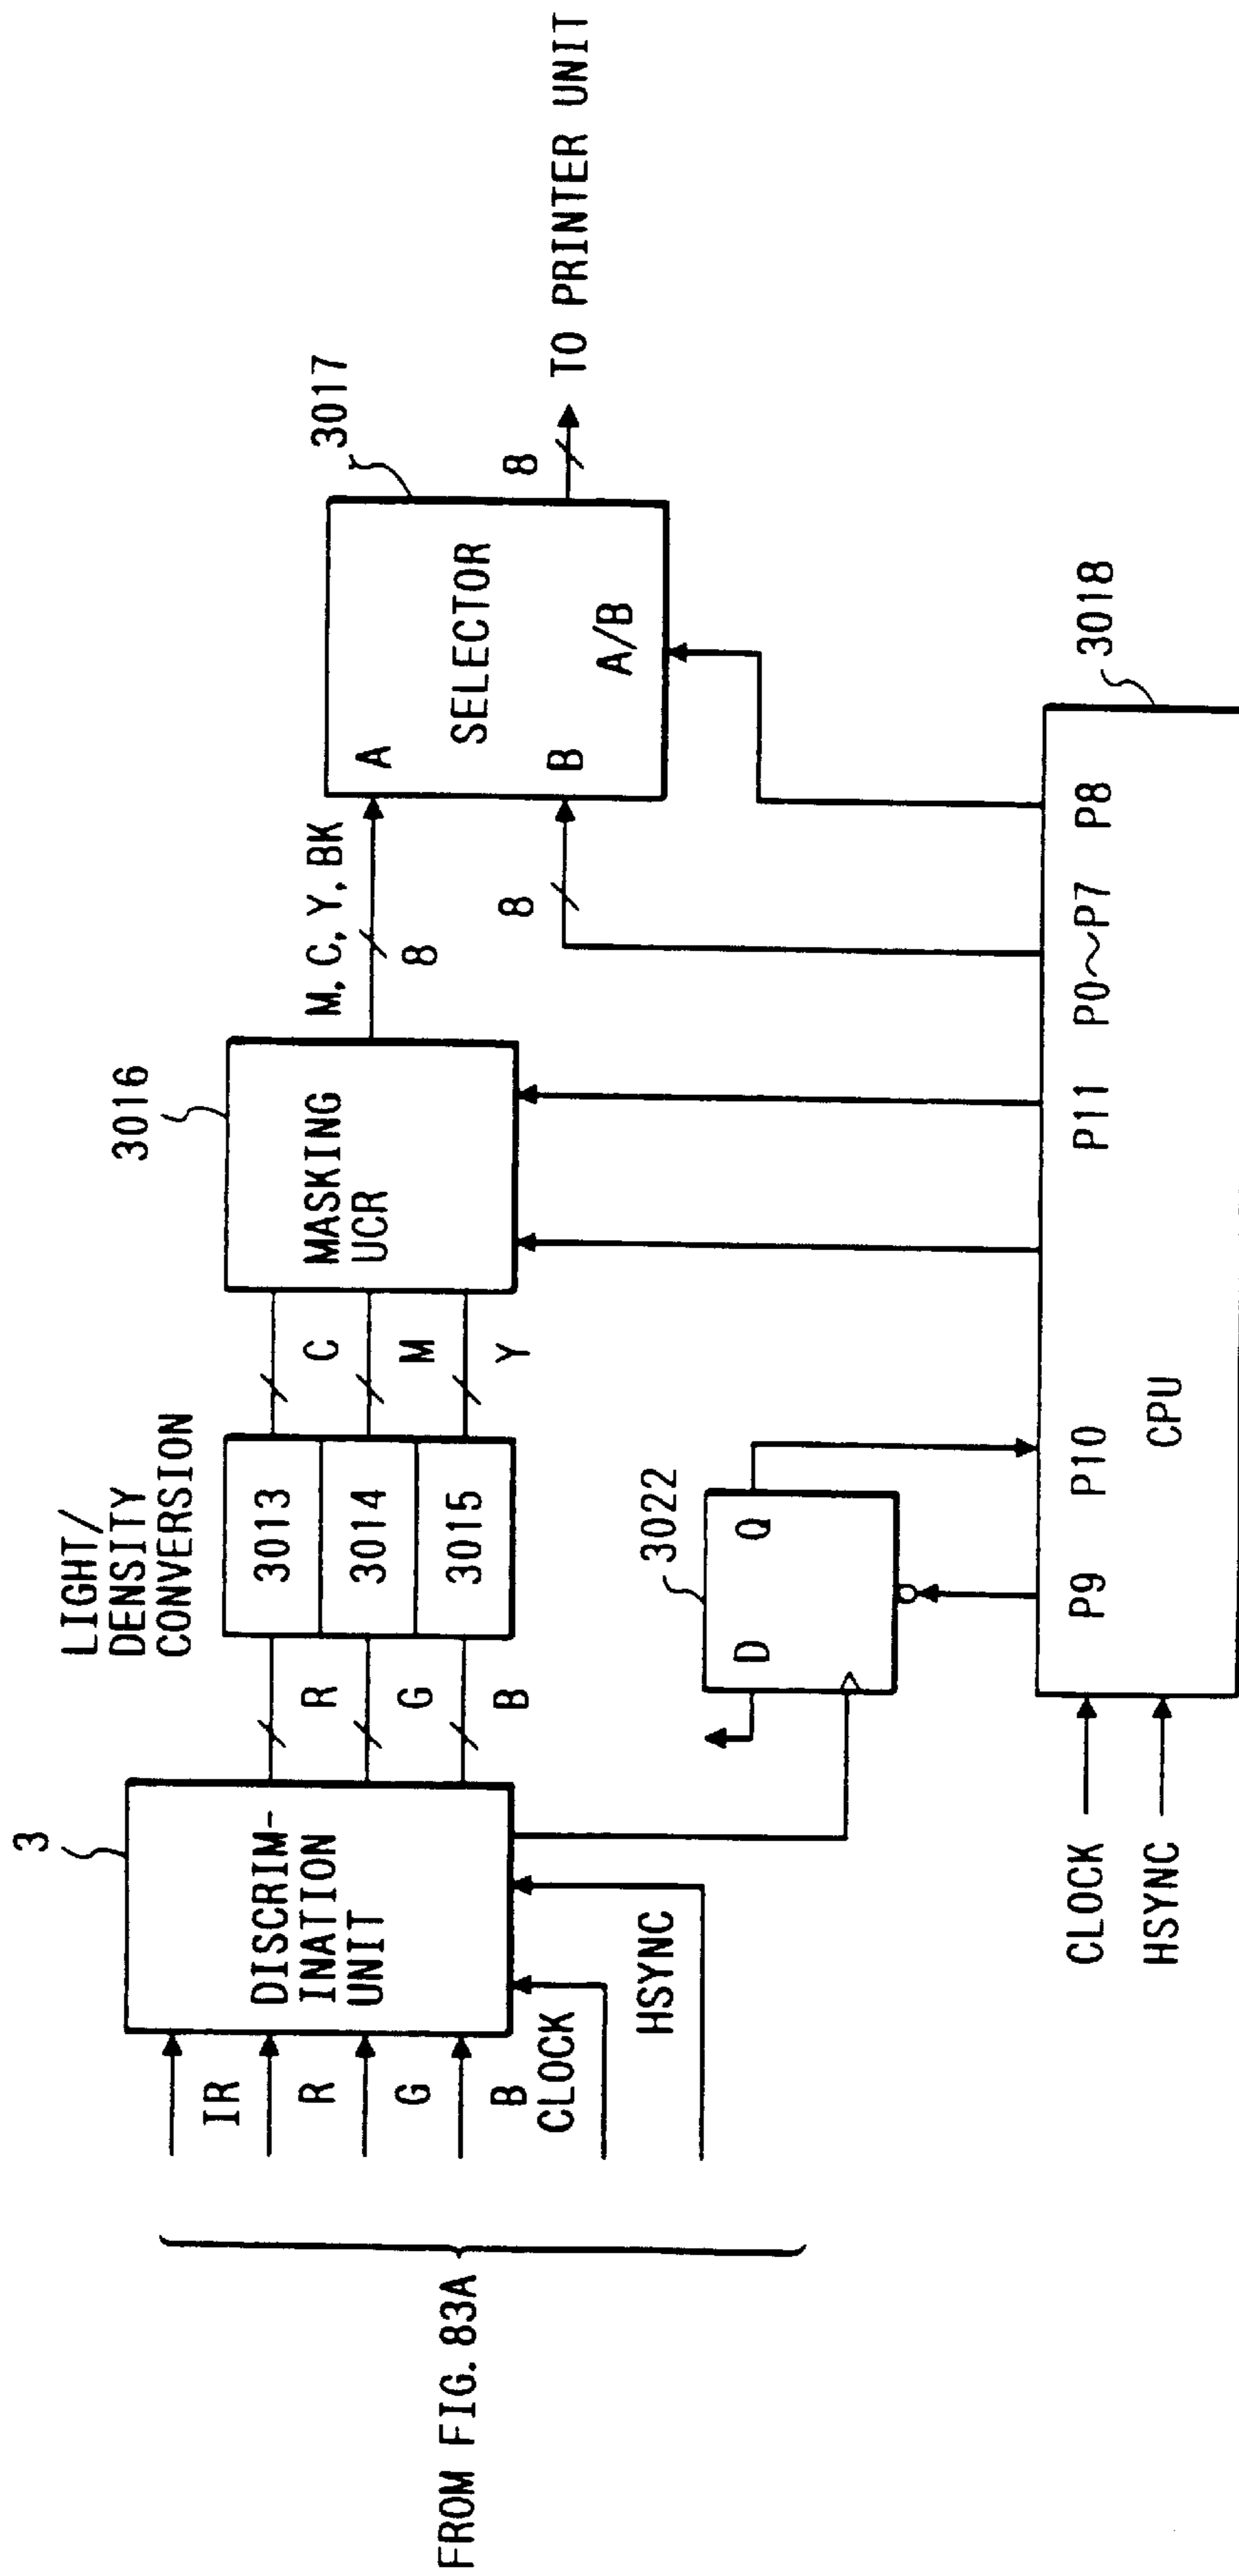 FROM FIG. 83A
IR
R
G
B
CLOCK
HSYNC
3
DISCRIM-
INATION
UNIT
R
G
B
LIGHT/
DENSITY
CONVERSION
3013
3014
3015
C
M
Y
3016
MASKING
UCR
M, C, Y, BK
8
8
3017
A
B
SELECTOR
A/B
8
TO PRINTER UNIT
3022
D
Q
CLOCK
HSYNC
P9
P10
P11
P0~P7
P8
CPU
3018